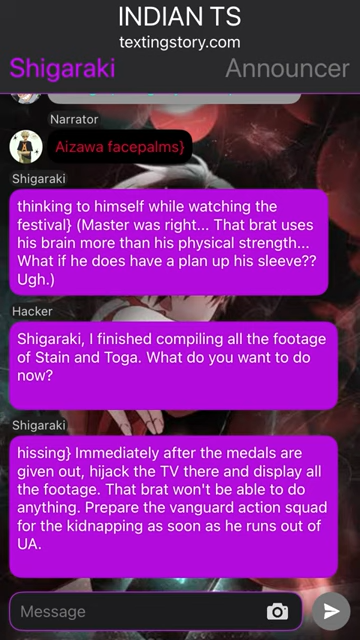 INDIAN TS
textingstory.com
Shigaraki
Announcer
Narrator
Aizawa facepalms}
Shigaraki
thinking to himself while watching the
festival} (Master was right... That brat uses
his brain more than his physical strength...
What if he does have a plan up his sleeve??
Ugh.)
Hacker
Shigaraki, I finished compiling all the footage
of Stain and Toga. What do you want to do
now?
Shigaraki
hissing} Immediately after the medals are
given out, hijack the TV there and display all
the footage. That brat won't be able to do
anything. Prepare the vanguard action squad
for the kidnapping as soon as he runs out of
UA.
Message